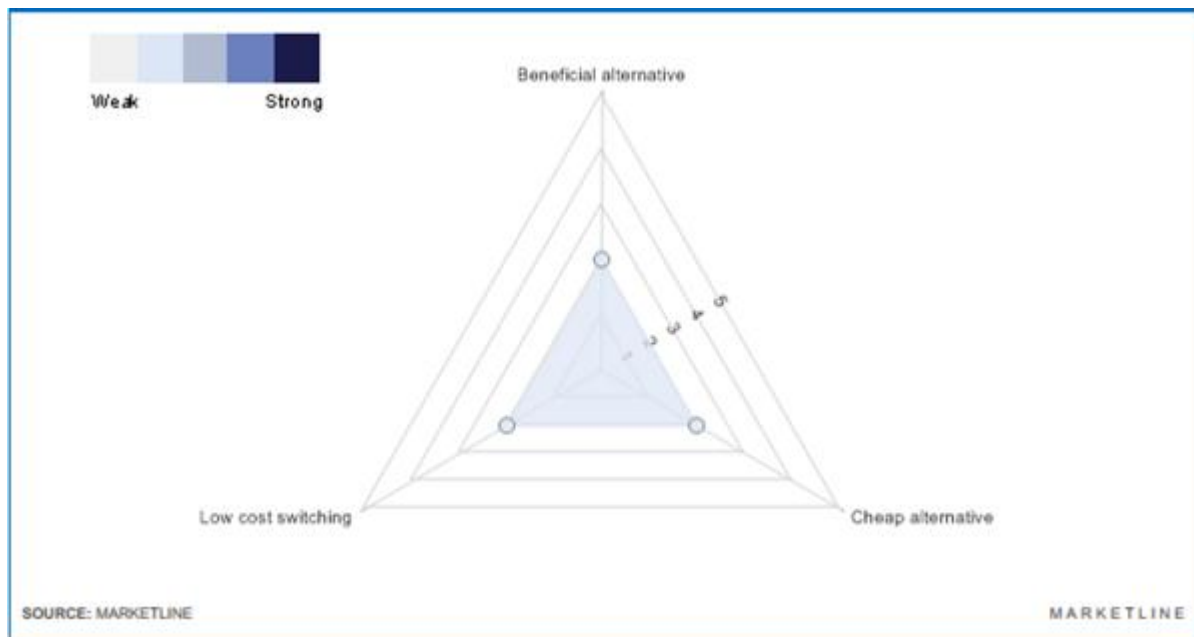 Weak Strong
Beneficial alternative
5
4
3
2
1
Low cost switching
Cheap alternative
SOURCE: MARKETLINE
MARKETLINE